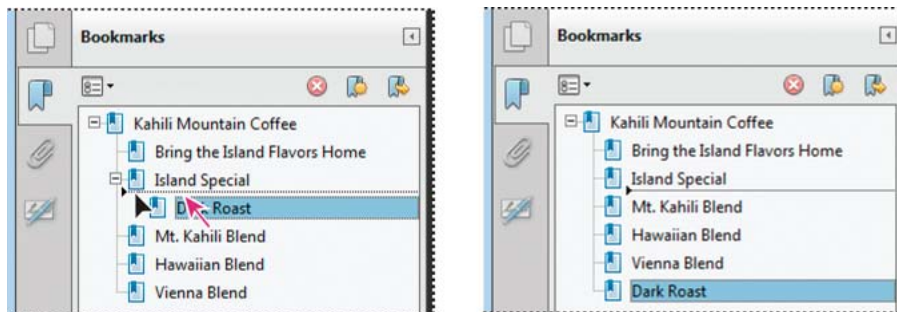 Bookmarks
Kahili Mountain Coffee
Bring the Island Flavors Home
Island Special
Dark Roast
Mt. Kahili Blend
Hawaiian Blend
Vienna Blend
Bookmarks
Kahili Mountain Coffee
Bring the Island Flavors Home
Island Special
Mt. Kahili Blend
Hawaiian Blend
Vienna Blend
Dark Roast